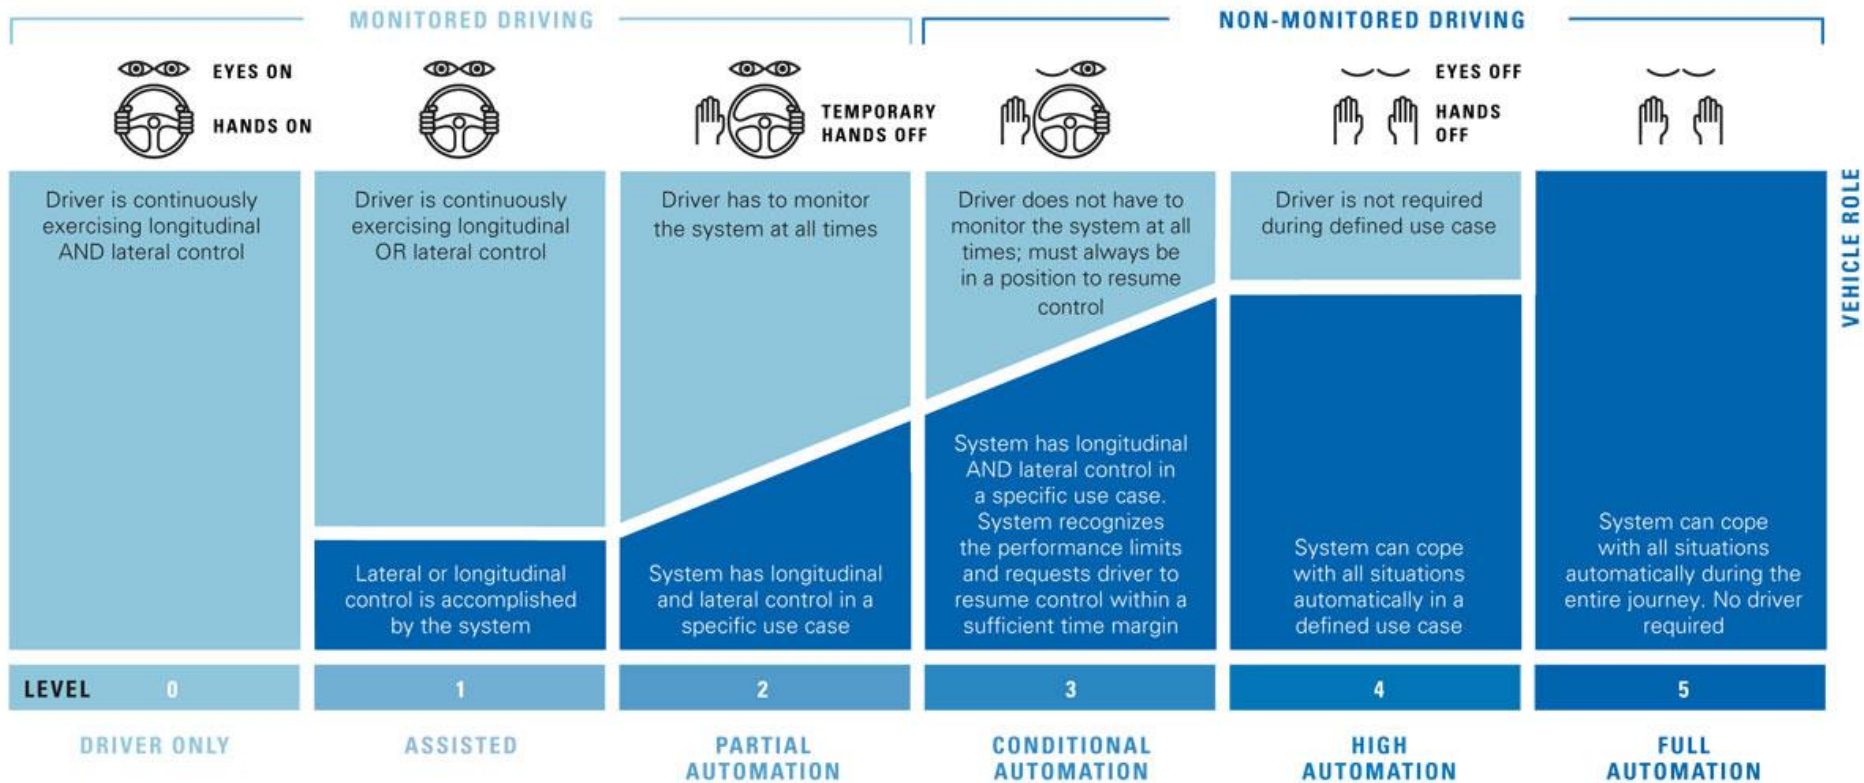 MONITORED DRIVING
NON-MONITORED DRIVING
EYES ON
HANDS ON
TEMPORARY
HANDS OFF
EYES OFF
HANDS
OFF
Driver is continuously
exercising longitudinal
AND lateral control
Driver is continuously
exercising longitudinal
OR lateral control
Driver has to monitor
the system at all times
Driver does not have to
monitor the system at all
times; must always be
in a position to resume
control
Driver is not required
during defined use case
VEHICLE ROLE
Lateral or longitudinal
control is accomplished
by the system
System has longitudinal
and lateral control in a
specific use case
System has longitudinal
AND lateral control in
a specific use case.
System recognizes
the performance limits
and requests driver to
resume control within a
sufficient time margin
System can cope
with all situations
automatically in a
defined use case
System can cope
with all situations
automatically during the
entire journey. No driver
required
LEVEL 0 1 2 3 4 5
DRIVER ONLY
ASSISTED
PARTIAL
AUTOMATION
CONDITIONAL
AUTOMATION
HIGH
AUTOMATION
FULL
AUTOMATION